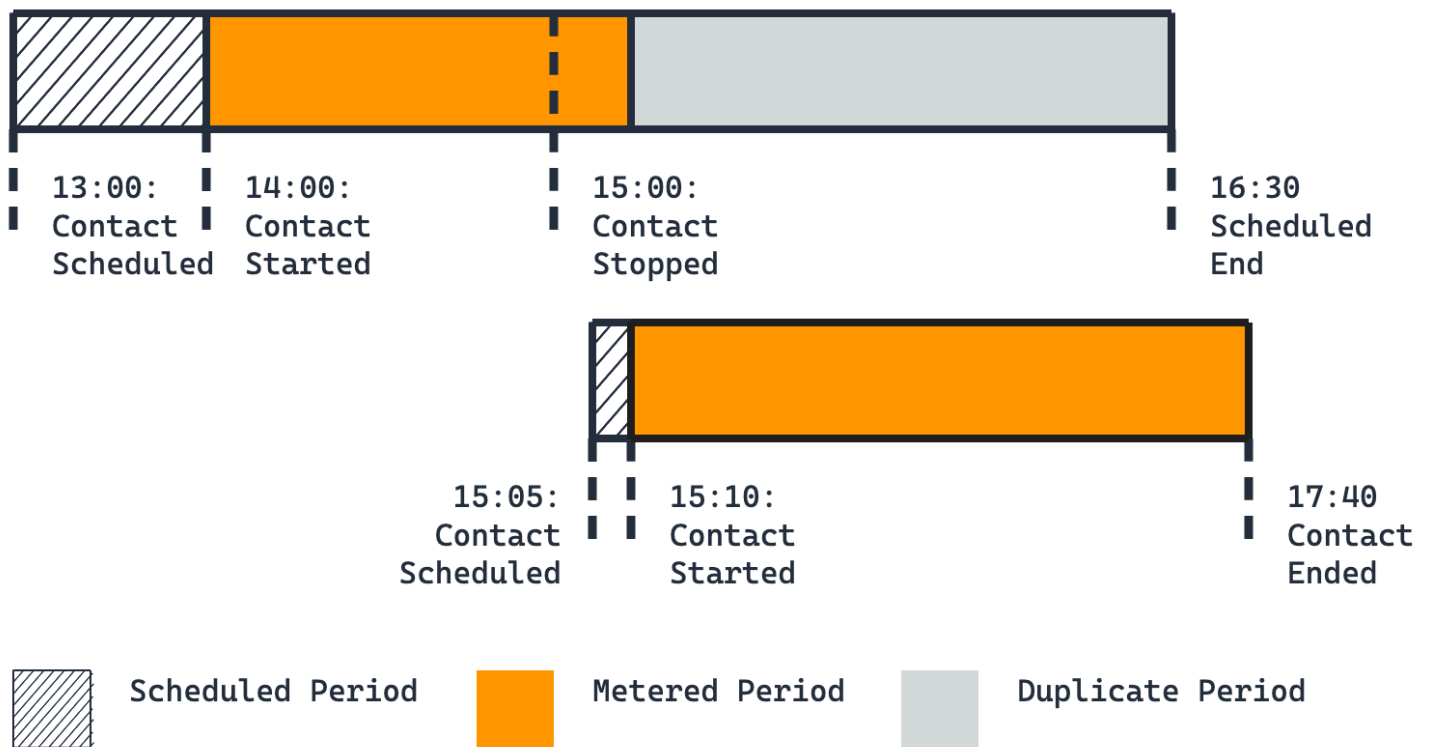 13:00:
Contact
Scheduled
14:00:
Contact
Started
15:00:
Contact
Stopped
16:30
Scheduled
End
15:05:
Contact
Scheduled
15:10:
Contact
Started
17:40
Contact
Ended
Scheduled Period
Metered Period
Duplicate Period